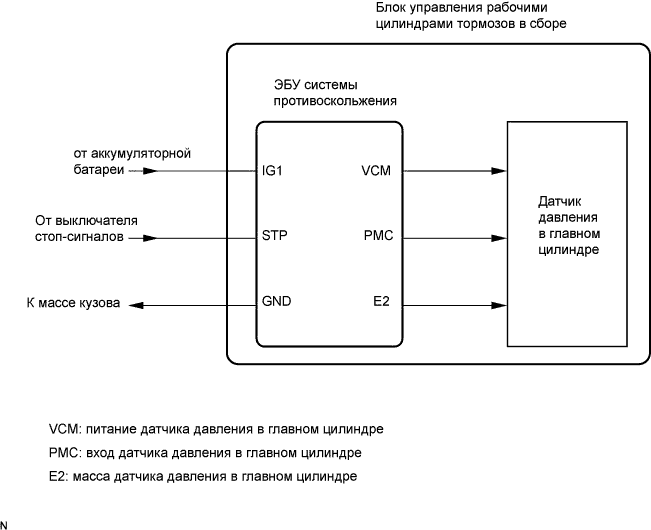 Блок управления рабочими
цилиндрами тормозов в сборе
ЭБУ системы
противоскольжения
от аккумуляторной
батареи
IG1
VCM
От выключателя
стоп-сигналов
STP
PMC
Датчик
давления
в главном
цилиндре
К массе кузова
GND
E2
VCM: питание датчика давления в главном цилиндре
PMC: вход датчика давления в главном цилиндре
E2: масса датчика давления в главном цилиндре
N